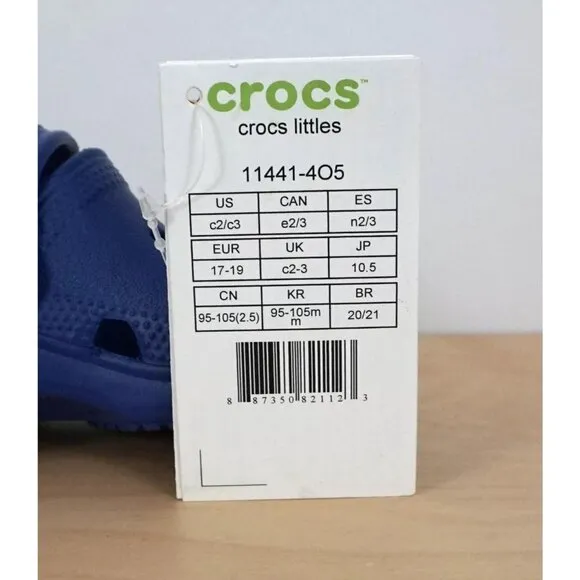 crocs™
crocs littles
11441-4O5
US CAN ES
c2/c3 e2/3 n2/3
EUR UK JP
17-19 c2-3 10.5
CN KR BR
95-105(2.5) 95-105m
m 20/21
8 87350 82112 3